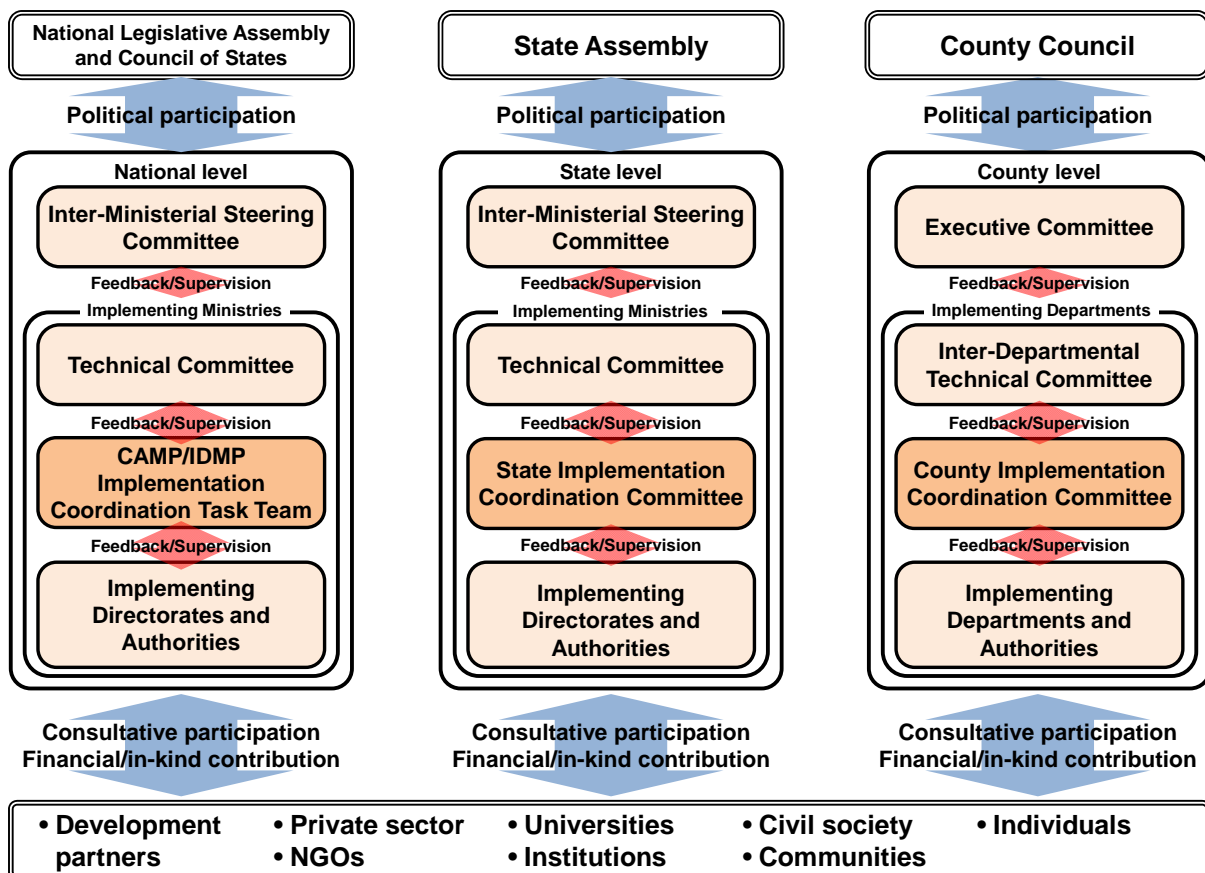 National Legislative Assembly
and Council of States
State Assembly
County Council
Political participation
Political participation
Political participation
National level
Inter-Ministerial Steering
Committee
Feedback/Supervision
Implementing Ministries
Technical Committee
Feedback/Supervision
CAMP/IDMP
Implementation
Coordination Task Team
Feedback/Supervision
Implementing
Directorates and
Authorities
State level
Inter-Ministerial Steering
Committee
Feedback/Supervision
Implementing Ministries
Technical Committee
Feedback/Supervision
State Implementation
Coordination Committee
Feedback/Supervision
Implementing
Directorates and
Authorities
County level
Executive Committee
Feedback/Supervision
Implementing Departments
Inter-Departmental
Technical Committee
Feedback/Supervision
County Implementation
Coordination Committee
Feedback/Supervision
Implementing
Departments and
Authorities
Consultative participation
Financial/in-kind contribution
Consultative participation
Financial/in-kind contribution
Consultative participation
Financial/in-kind contribution
• Development
partners
• Private sector
• NGOs
• Universities
• Institutions
• Civil society
• Communities
• Individuals